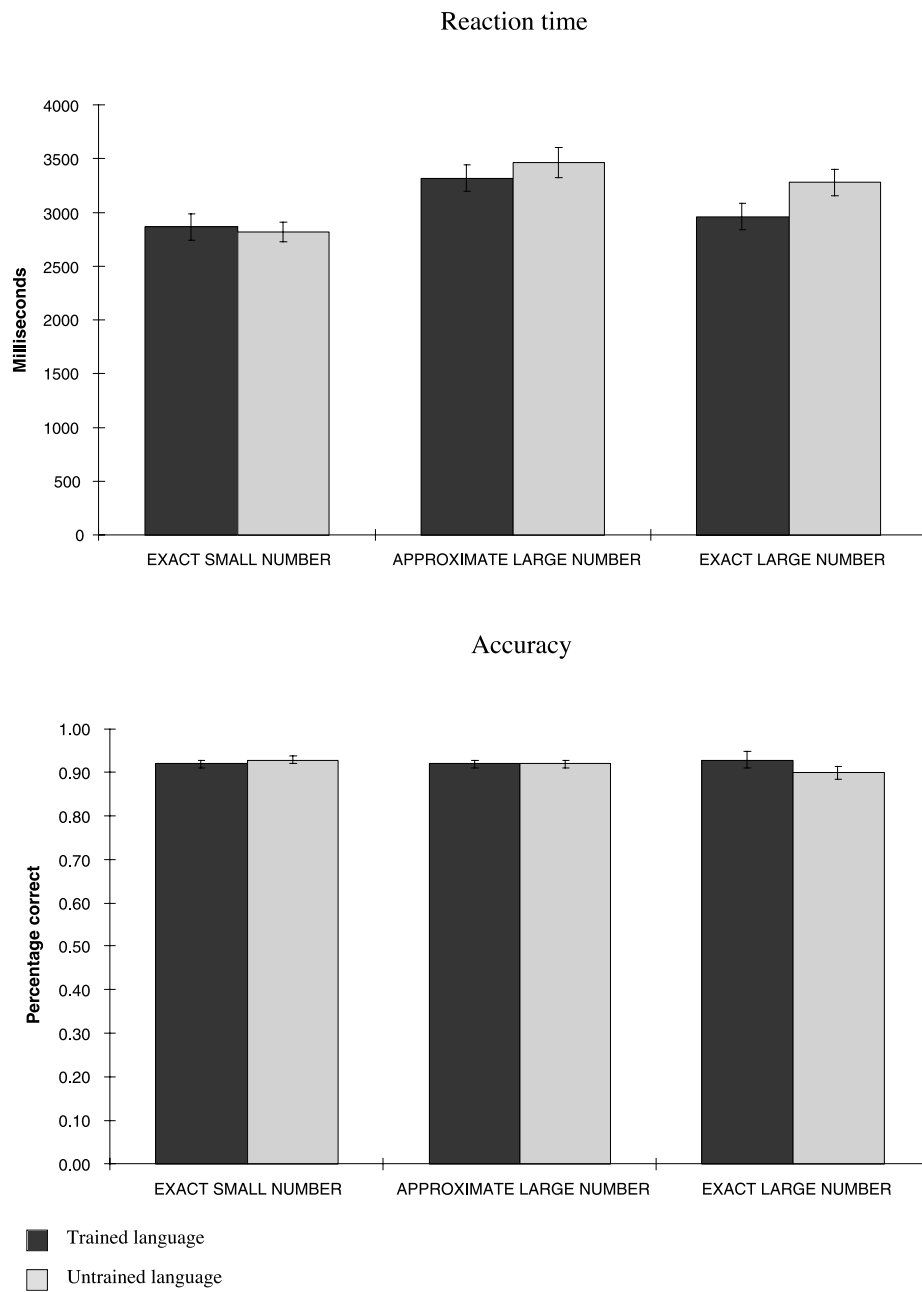 Reaction time
4000
3500
3000
2500
2000
1500
1000
500
0
Milliseconds
EXACT SMALL NUMBER APPROXIMATE LARGE NUMBER EXACT LARGE NUMBER
Accuracy
1.00
0.90
0.80
0.70
0.60
0.50
0.40
0.30
0.20
0.10
0.00
Percentage correct
EXACT SMALL NUMBER APPROXIMATE LARGE NUMBER EXACT LARGE NUMBER
Trained language
Untrained language